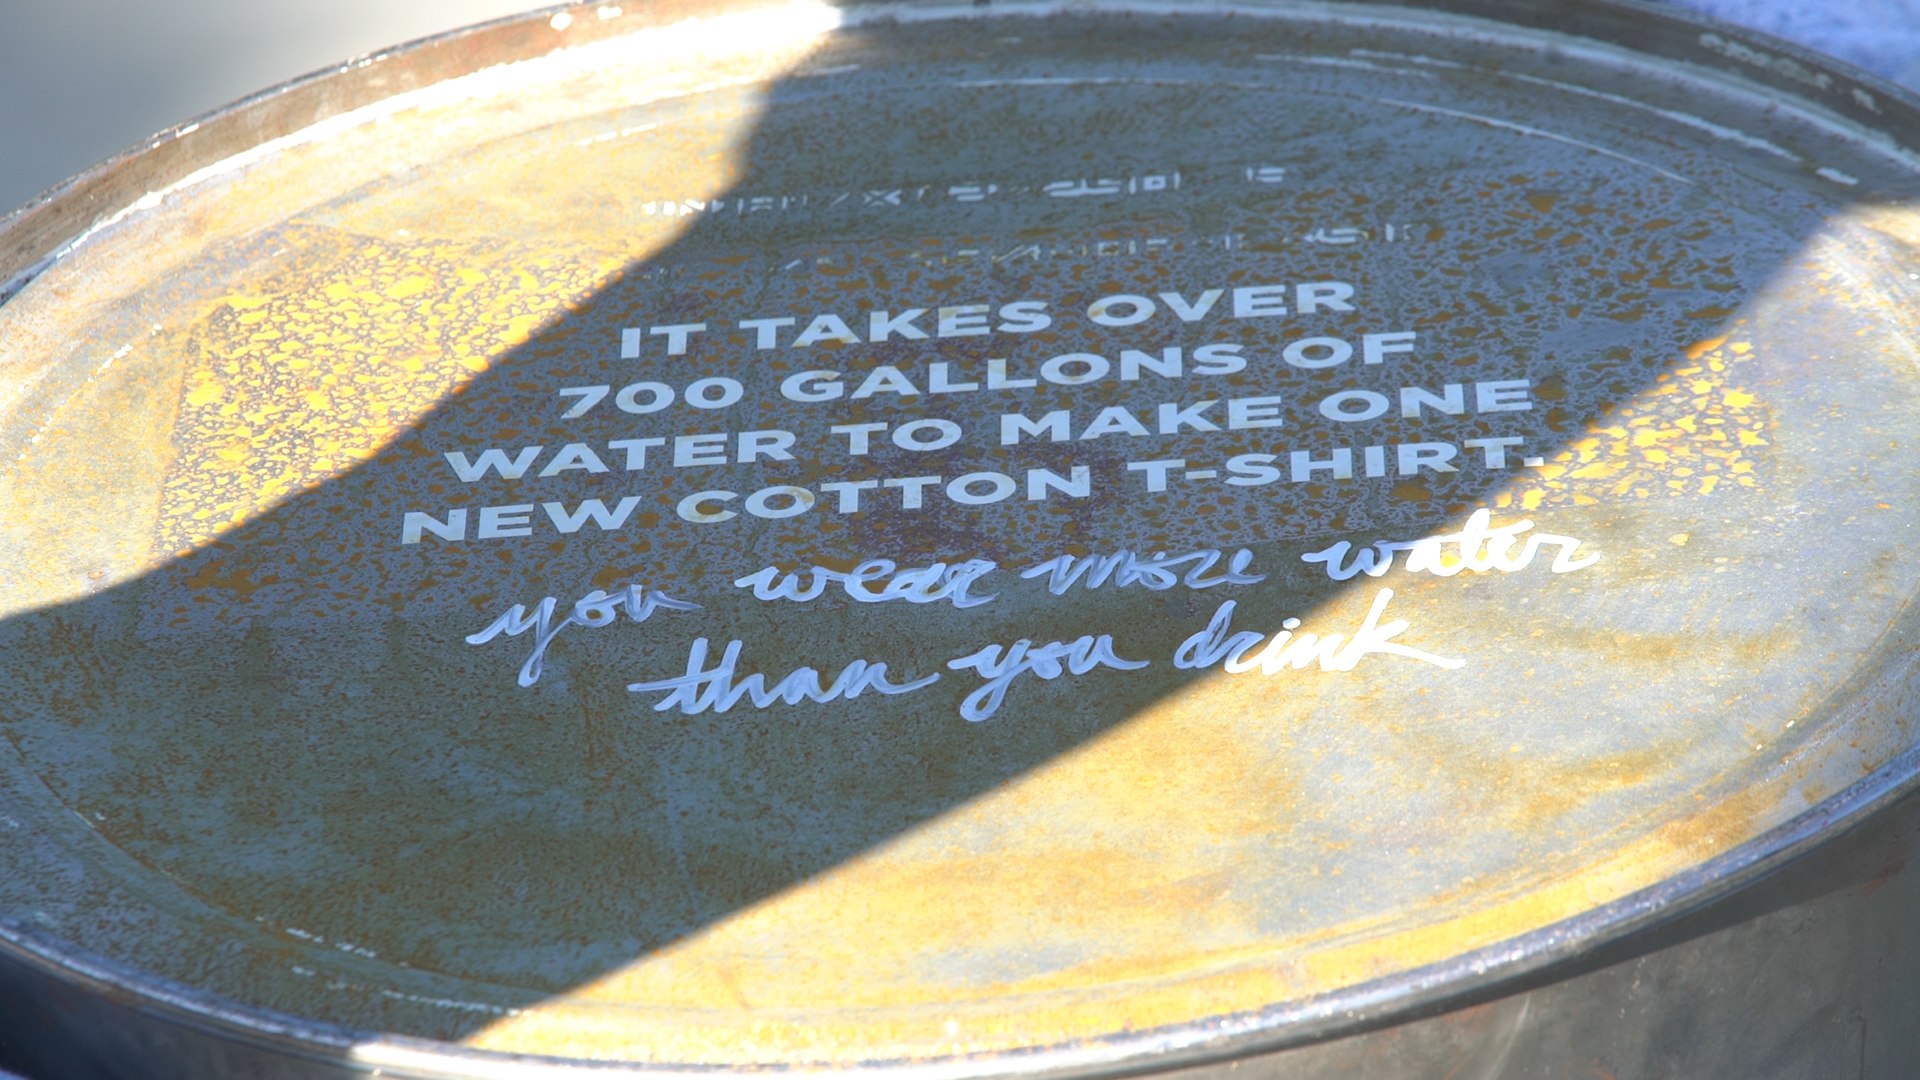 IT TAKES OVER
700 GALLONS OF
WATER TO MAKE ONE
NEW COTTON T-SHIRT.
you wear more water
than you drink